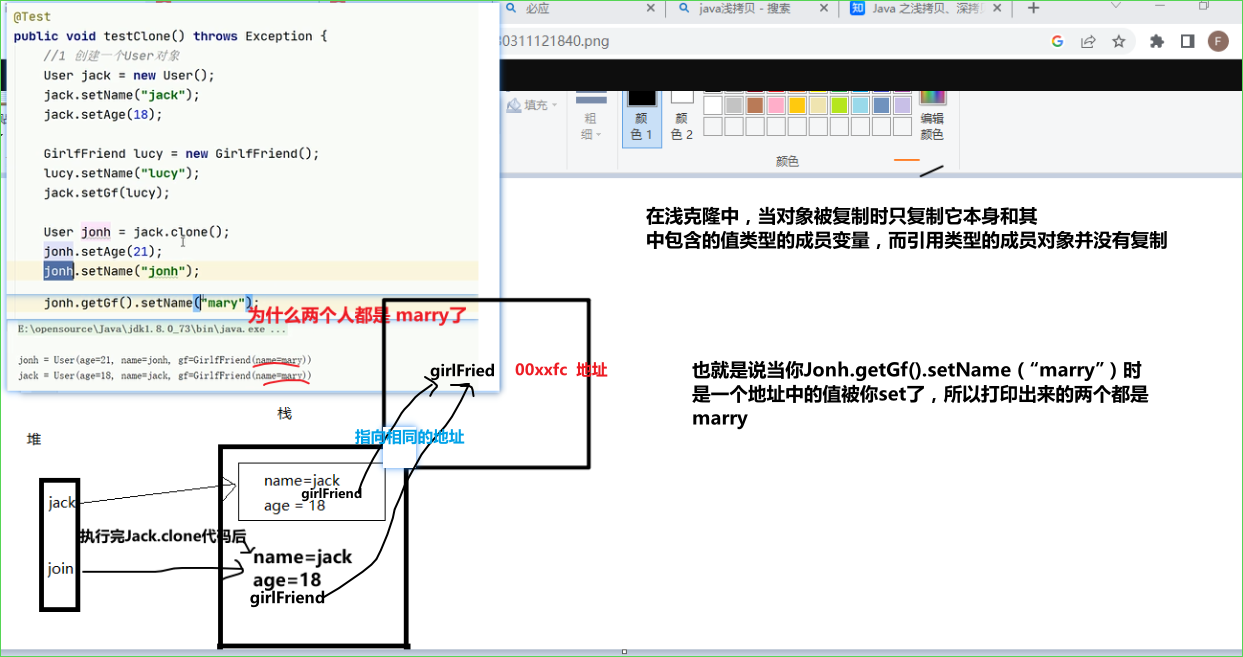 @Test
public void testClone() throws Exception {
//1 创建一个User对象
User jack = new User();
jack.setName("jack");
jack.setAge(18);
GirlfFriend lucy = new GirlfFriend();
lucy.setName("lucy");
jack.setGf(lucy);
User jonh = jack.clone();
jonh.setAge(21);
jonh.setName("jonh");
jonh.getGf().setName("mary");
为什么两个人都是 marry了
E:\opensource\Java\jdk1.8.0_73\bin\java.exe ...
jonh = User(age=21, name=jonh, gf=GirlfFriend(name=mary))
jack = User(age=18, name=jack, gf=GirlfFriend(name=mary))
必应
java浅拷贝 - 搜索
Java 之浅拷贝、深拷
80311121840.png
F
填充
粗
细
颜
色 1
颜
色 2
编辑
颜色
颜色
在浅克隆中，当对象被复制时只复制它本身和其
中包含的值类型的成员变量，而引用类型的成员对象并没有复制
girlFried
00xxfc 地址
也就是说当你Jonh.getGf().setName（“marry”）时
是一个地址中的值被你set了，所以打印出来的两个都是
marry
栈
堆
指向相同的地址
name=jack
girlFriend
age = 18
jack
执行完Jack.clone代码后
name=jack
age=18
girlFriend
join